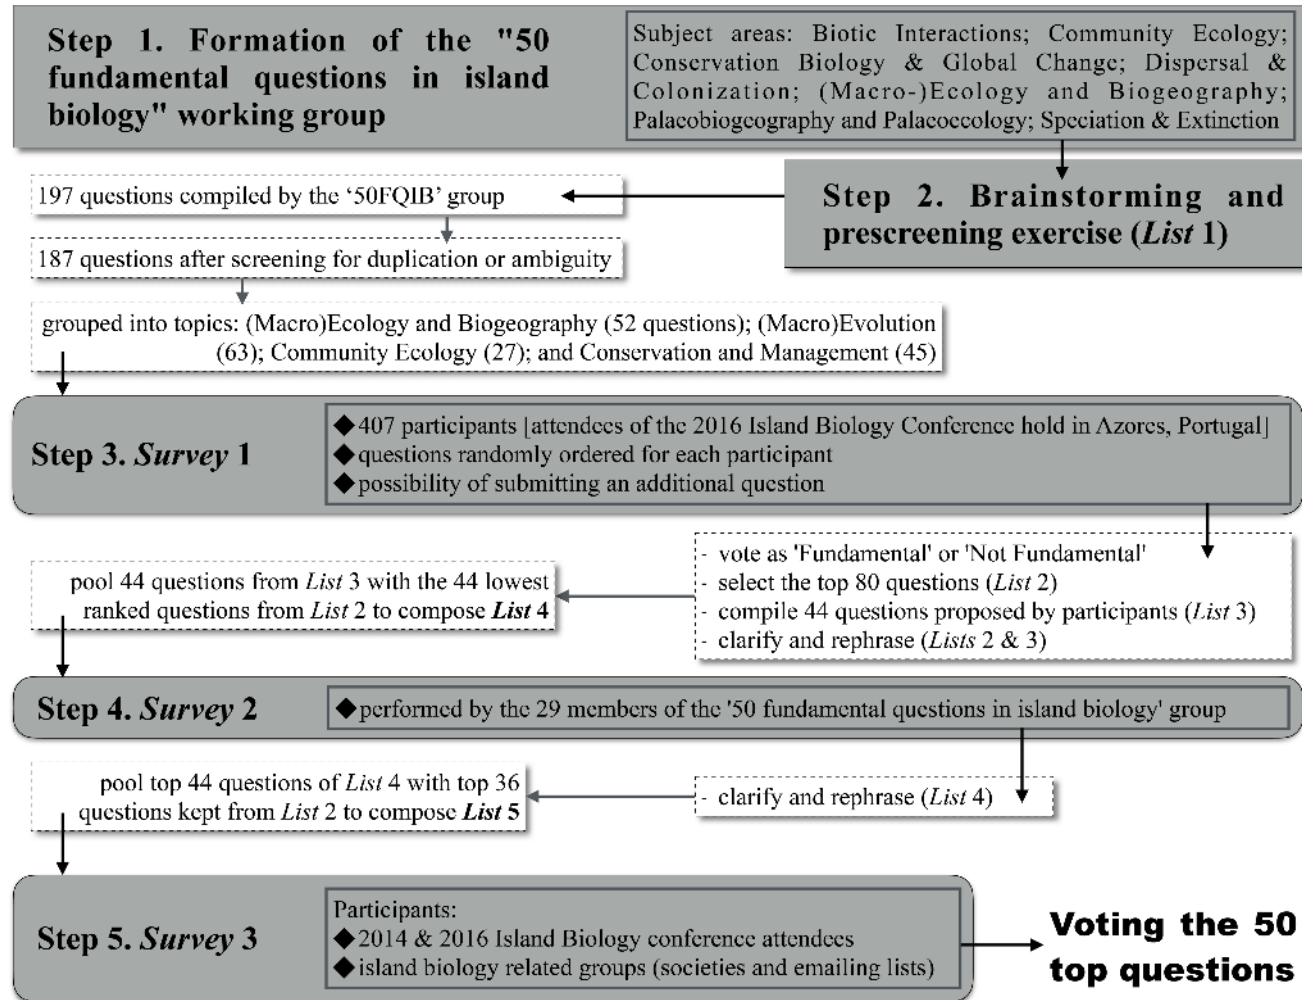 Step 1. Formation of the "50
fundamental questions in island
biology" working group
Subject areas: Biotic Interactions; Community Ecology;
Conservation Biology & Global Change; Dispersal &
Colonization; (Macro-)Ecology and Biogeography;
Palaeobiogeography and Palaeoecology; Speciation & Extinction
Step 2. Brainstorming and
prescreening exercise (List 1)
197 questions compiled by the ‘50FQIB’ group
187 questions after screening for duplication or ambiguity
grouped into topics: (Macro)Ecology and Biogeography (52 questions); (Macro)Evolution
(63); Community Ecology (27); and Conservation and Management (45)
Step 3. Survey 1
◆407 participants [attendees of the 2016 Island Biology Conference hold in Azores, Portugal]
◆questions randomly ordered for each participant
◆possibility of submitting an additional question
- vote as 'Fundamental' or 'Not Fundamental'
- select the top 80 questions (List 2)
- compile 44 questions proposed by participants (List 3)
- clarify and rephrase (Lists 2 & 3)
pool 44 questions from List 3 with the 44 lowest
ranked questions from List 2 to compose List 4
Step 4. Survey 2
◆performed by the 29 members of the '50 fundamental questions in island biology' group
- clarify and rephrase (List 4)
pool top 44 questions of List 4 with top 36
questions kept from List 2 to compose List 5
Step 5. Survey 3
Participants:
◆2014 & 2016 Island Biology conference attendees
◆island biology related groups (societies and emailing lists)
Voting the 50
top questions